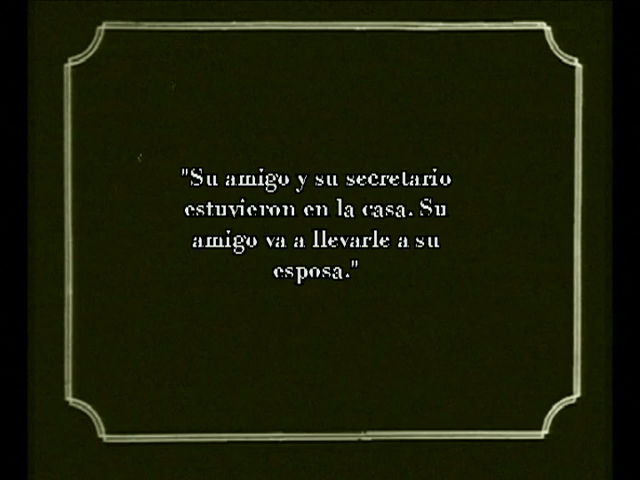 "Su amigo y su secretario
estuvieron en la casa. Su
amigo va a llevarle a su
esposa."